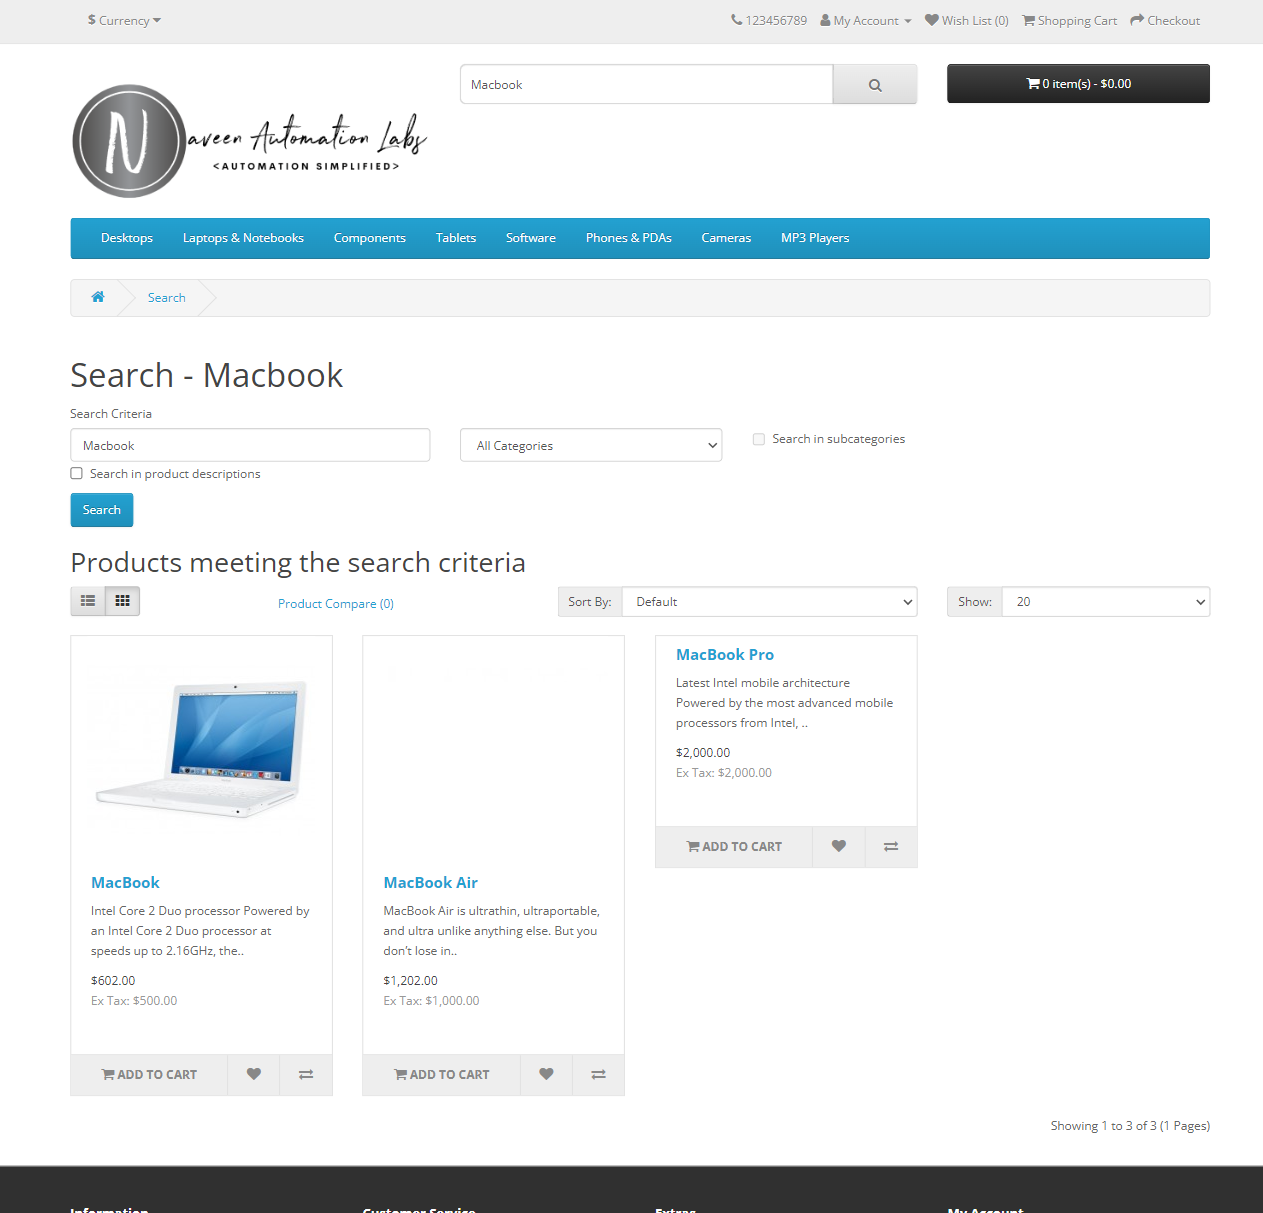 $ Currency
123456789 My Account Wish List (0) Shopping Cart Checkout
Macbook
0 item(s) - $0.00
N aveen Automation Labs
<AUTOMATION SIMPLIFIED>
Desktops Laptops & Notebooks Components Tablets Software Phones & PDAs Cameras MP3 Players
Search
Search - Macbook
Search Criteria
Macbook
All Categories
Search in subcategories
Search in product descriptions
Search
Products meeting the search criteria
Product Compare (0)
Sort By: Default
Show: 20
MacBook
Intel Core 2 Duo processor Powered by
an Intel Core 2 Duo processor at
speeds up to 2.16GHz, the..
$602.00
Ex Tax: $500.00
ADD TO CART
MacBook Air
MacBook Air is ultrathin, ultraportable,
and ultra unlike anything else. But you
don't lose in..
$1,202.00
Ex Tax: $1,000.00
ADD TO CART
MacBook Pro
Latest Intel mobile architecture
Powered by the most advanced mobile
processors from Intel, ..
$2,000.00
Ex Tax: $2,000.00
ADD TO CART
Showing 1 to 3 of 3 (1 Pages)
Information
Customer Service
Extras
My Account